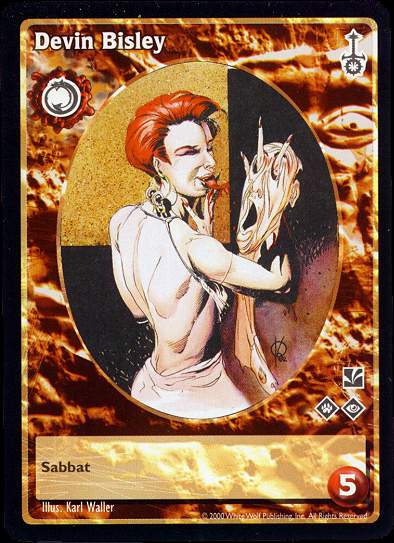 Devin Bisley
Sabbat
5
Illus. Karl Waller
© 2000 White Wolf Publishing, Inc. All Rights Reserved.